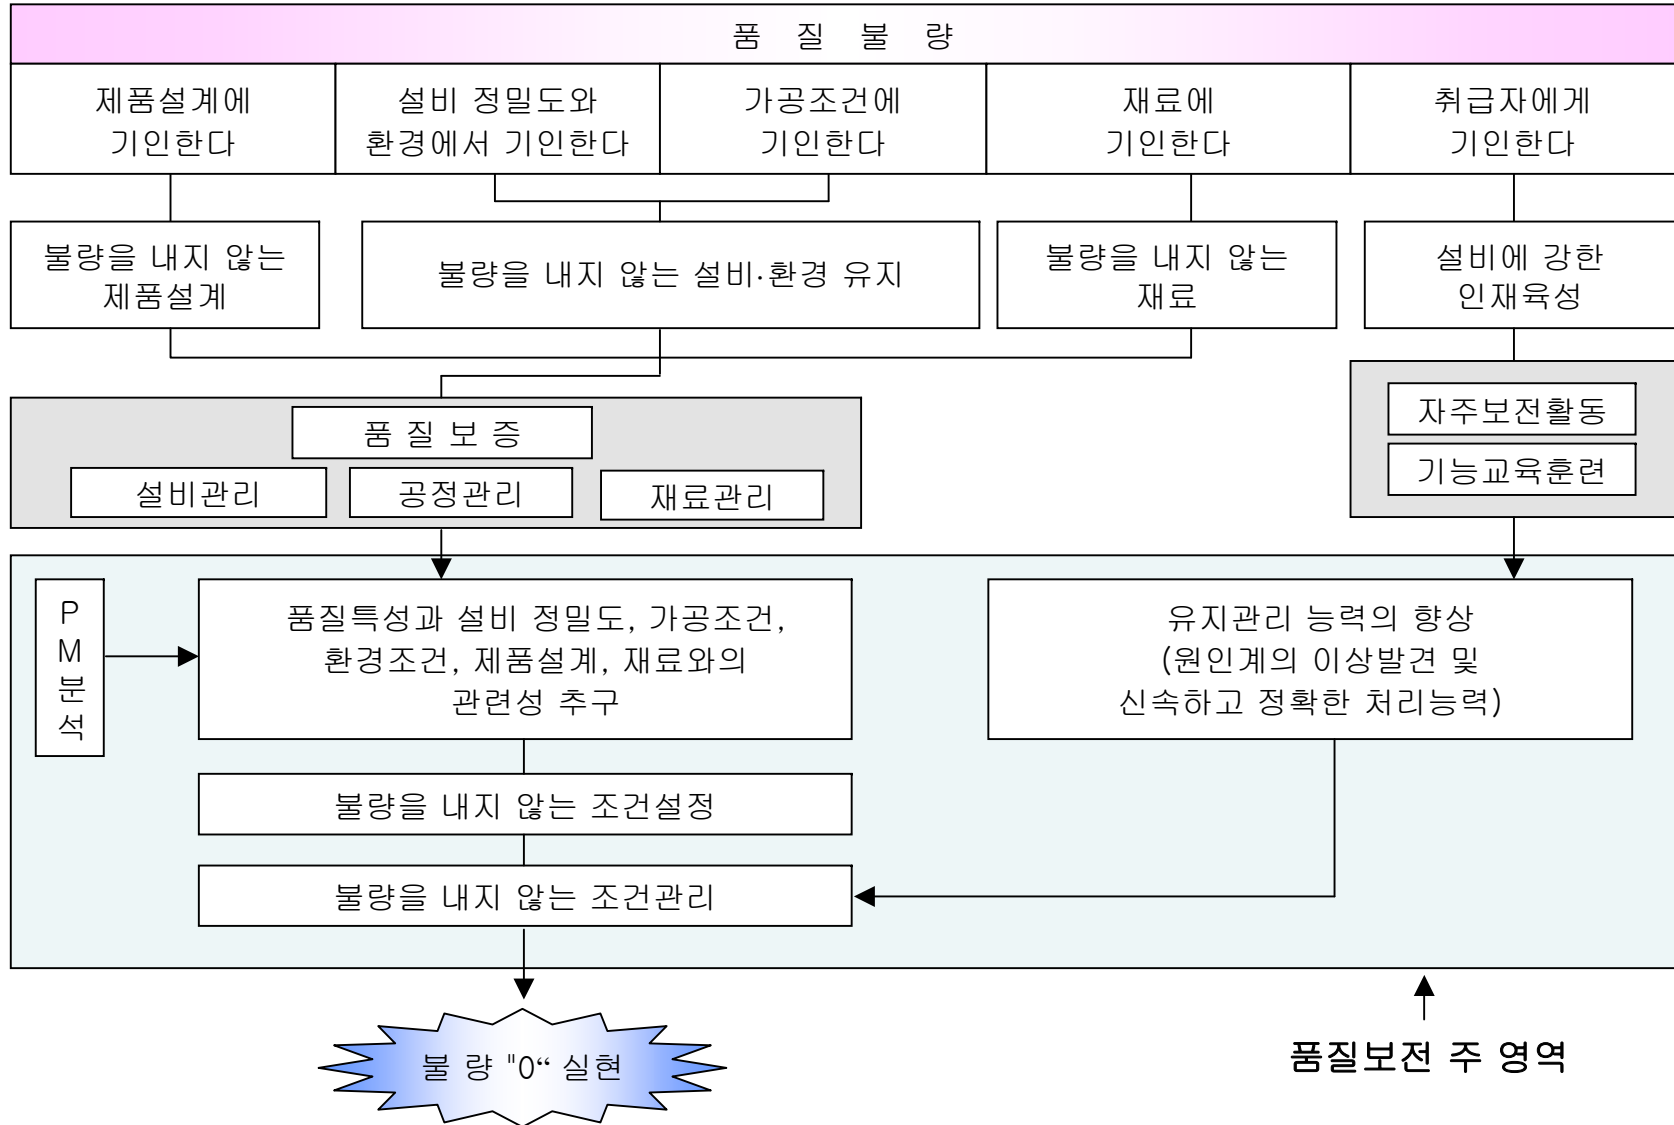 품 질 불 량
제품설계에
기인한다
설비 정밀도와
환경에서 기인한다
가공조건에
기인한다
재료에
기인한다
취급자에게
기인한다
불량을 내지 않는
제품설계
불량을 내지 않는 설비·환경 유지
불량을 내지 않는
재료
설비에 강한
인재육성
품 질 보 증
설비관리
공정관리
재료관리
자주보전활동
기능교육훈련
P
M
분
석
품질특성과 설비 정밀도, 가공조건,
환경조건, 제품설계, 재료와의
관련성 추구
유지관리 능력의 향상
(원인계의 이상발견 및
신속하고 정확한 처리능력)
불량을 내지 않는 조건설정
불량을 내지 않는 조건관리
불 량 "0“ 실현
품질보전 주 영역